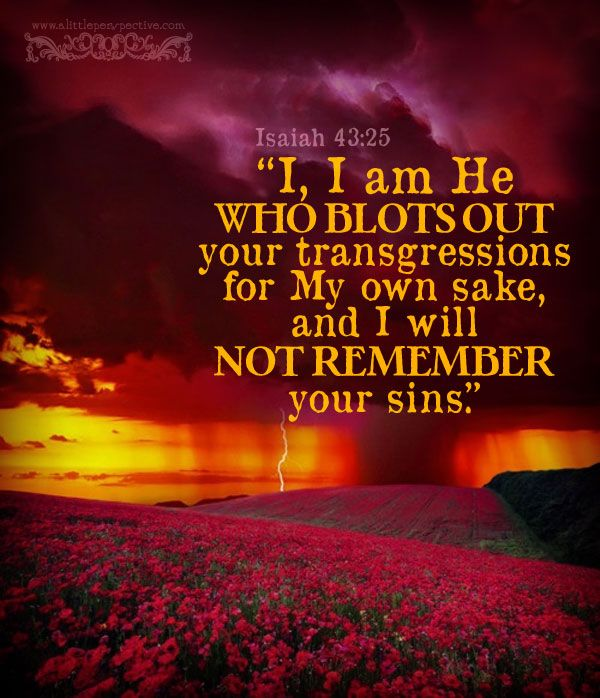 www.alittleperspective.com
Isaiah 43:25
“I, I am He
WHO BLOTS OUT
your transgressions
for My own sake,
and I will
NOT REMEMBER
your sins.”